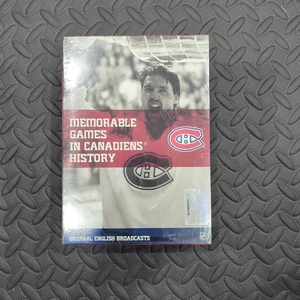 MEMORABLE
GAMES
IN CANADIENS®
HISTORY
ORIGINAL ENGLISH BROADCASTS